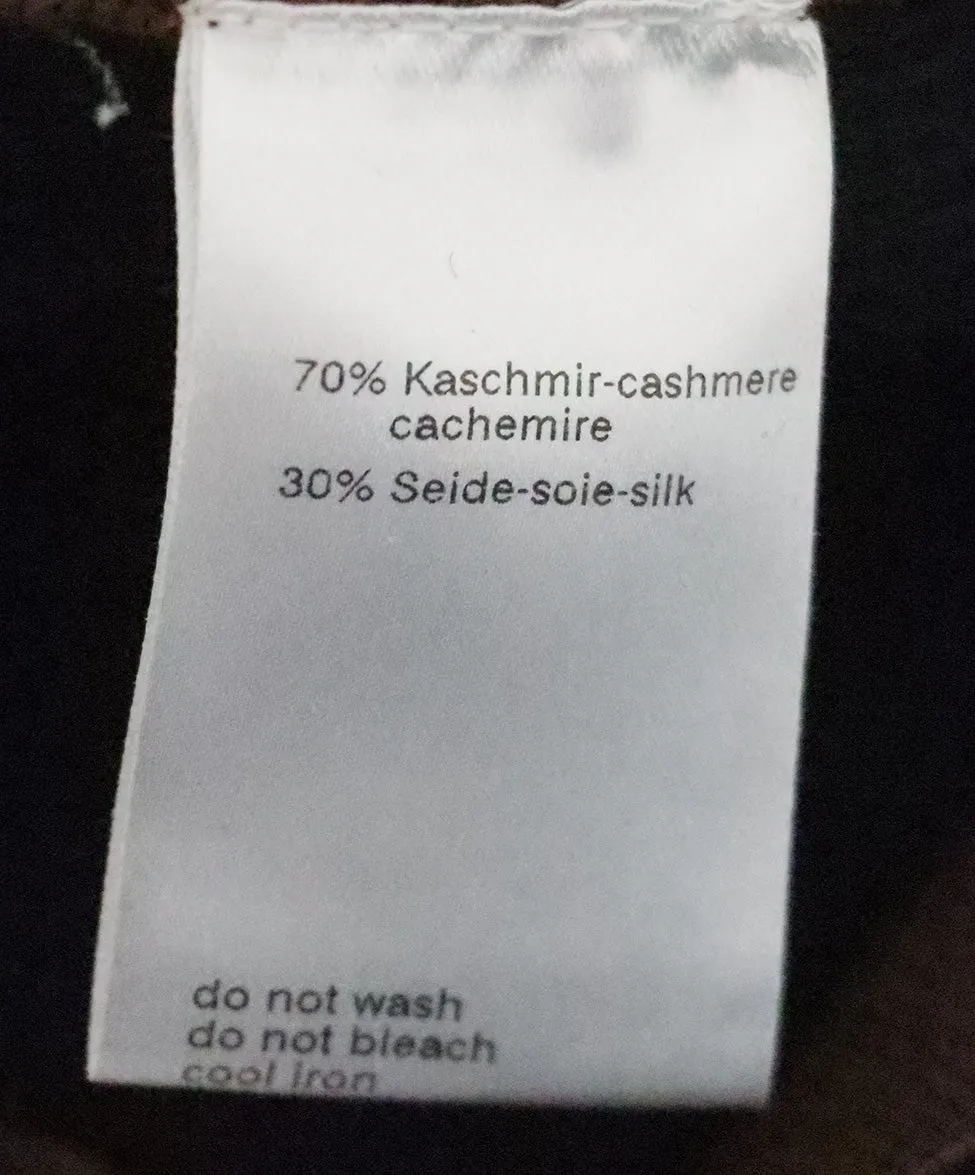 70% Kaschmir-cashmere
cachemire
30% Seide-soie-silk
do not wash
do not bleach
cool iron